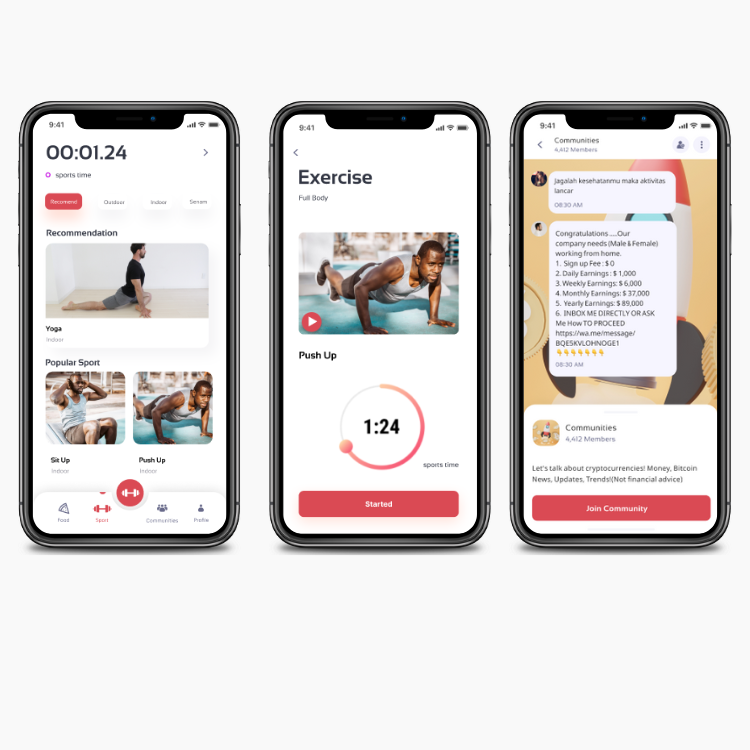 9:41
00:01.24
sports time
Recomend
Outdoor
Indoor
Senam
Recommendation
Yoga
Indoor
Popular Sport
Sit Up
Indoor
Push Up
Indoor
Food
Sport
Communities
Profile
9:41
Exercise
Full Body
Push Up
1:24
sports time
Started
9:41
Communities
4,412 Members
Jagalah kesehatanmu maka aktivitas
lancar
08:30 AM
Congratulations .....Our
company needs (Male & Female)
working from home.
1. Sign up Fee : $ 0
2. Daily Earnings : $ 1,000
3. Weekly Earnings: $ 6,000
4. Monthly Earnings: $ 37,000
5. Yearly Earnings: $ 89,000
6. INBOX ME DIRECTLY OR ASK
Me How TO PROCEED
https://wa.me/message/
BQE5KVLOHNOGE1
👇👇👇👇👇👇👇
08:30 AM
Communities
4,412 Members
Let's talk about cryptocurrencies! Money, Bitcoin
News, Updates, Trends!(Not financial advice)
Join Community